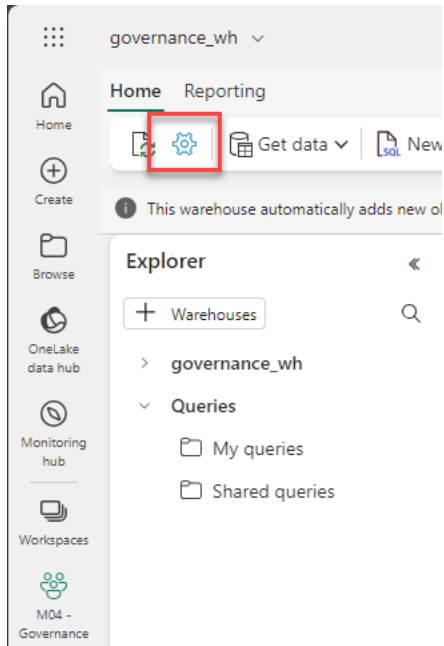 governance_wh
Home Reporting
Home
Get data
SQL
New
Create
This warehouse automatically adds new
Explorer
Browse
Warehouses
OneLake
data hub
governance_wh
Queries
Monitoring
hub
My queries
Shared queries
Workspaces
M04 -
Governance